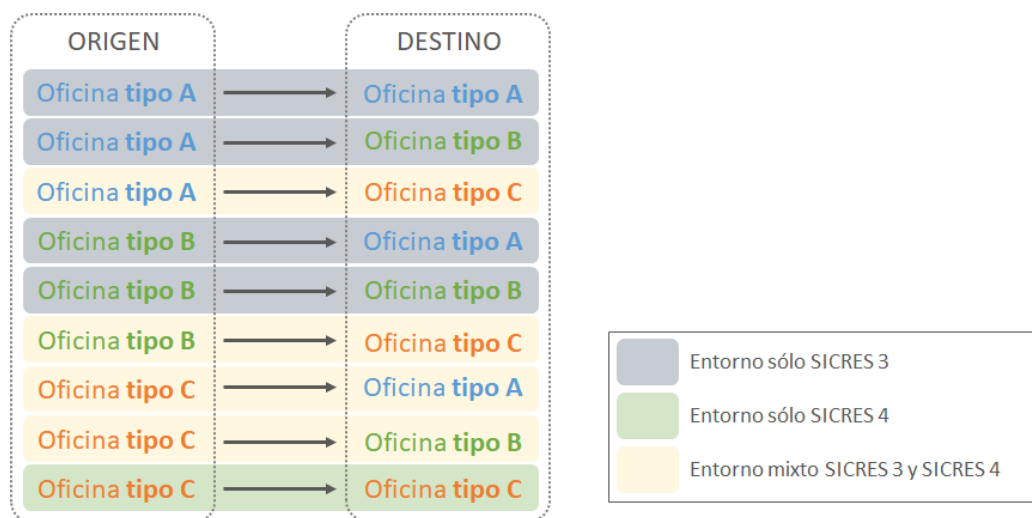 ORIGEN DESTINO
Oficina tipo A Oficina tipo A
Oficina tipo A Oficina tipo B
Oficina tipo A Oficina tipo C
Oficina tipo B Oficina tipo A
Oficina tipo B Oficina tipo B
Oficina tipo B Oficina tipo C
Oficina tipo C Oficina tipo A
Oficina tipo C Oficina tipo B
Oficina tipo C Oficina tipo C
Entorno sólo SICRES 3
Entorno sólo SICRES 4
Entorno mixto SICRES 3 y SICRES 4